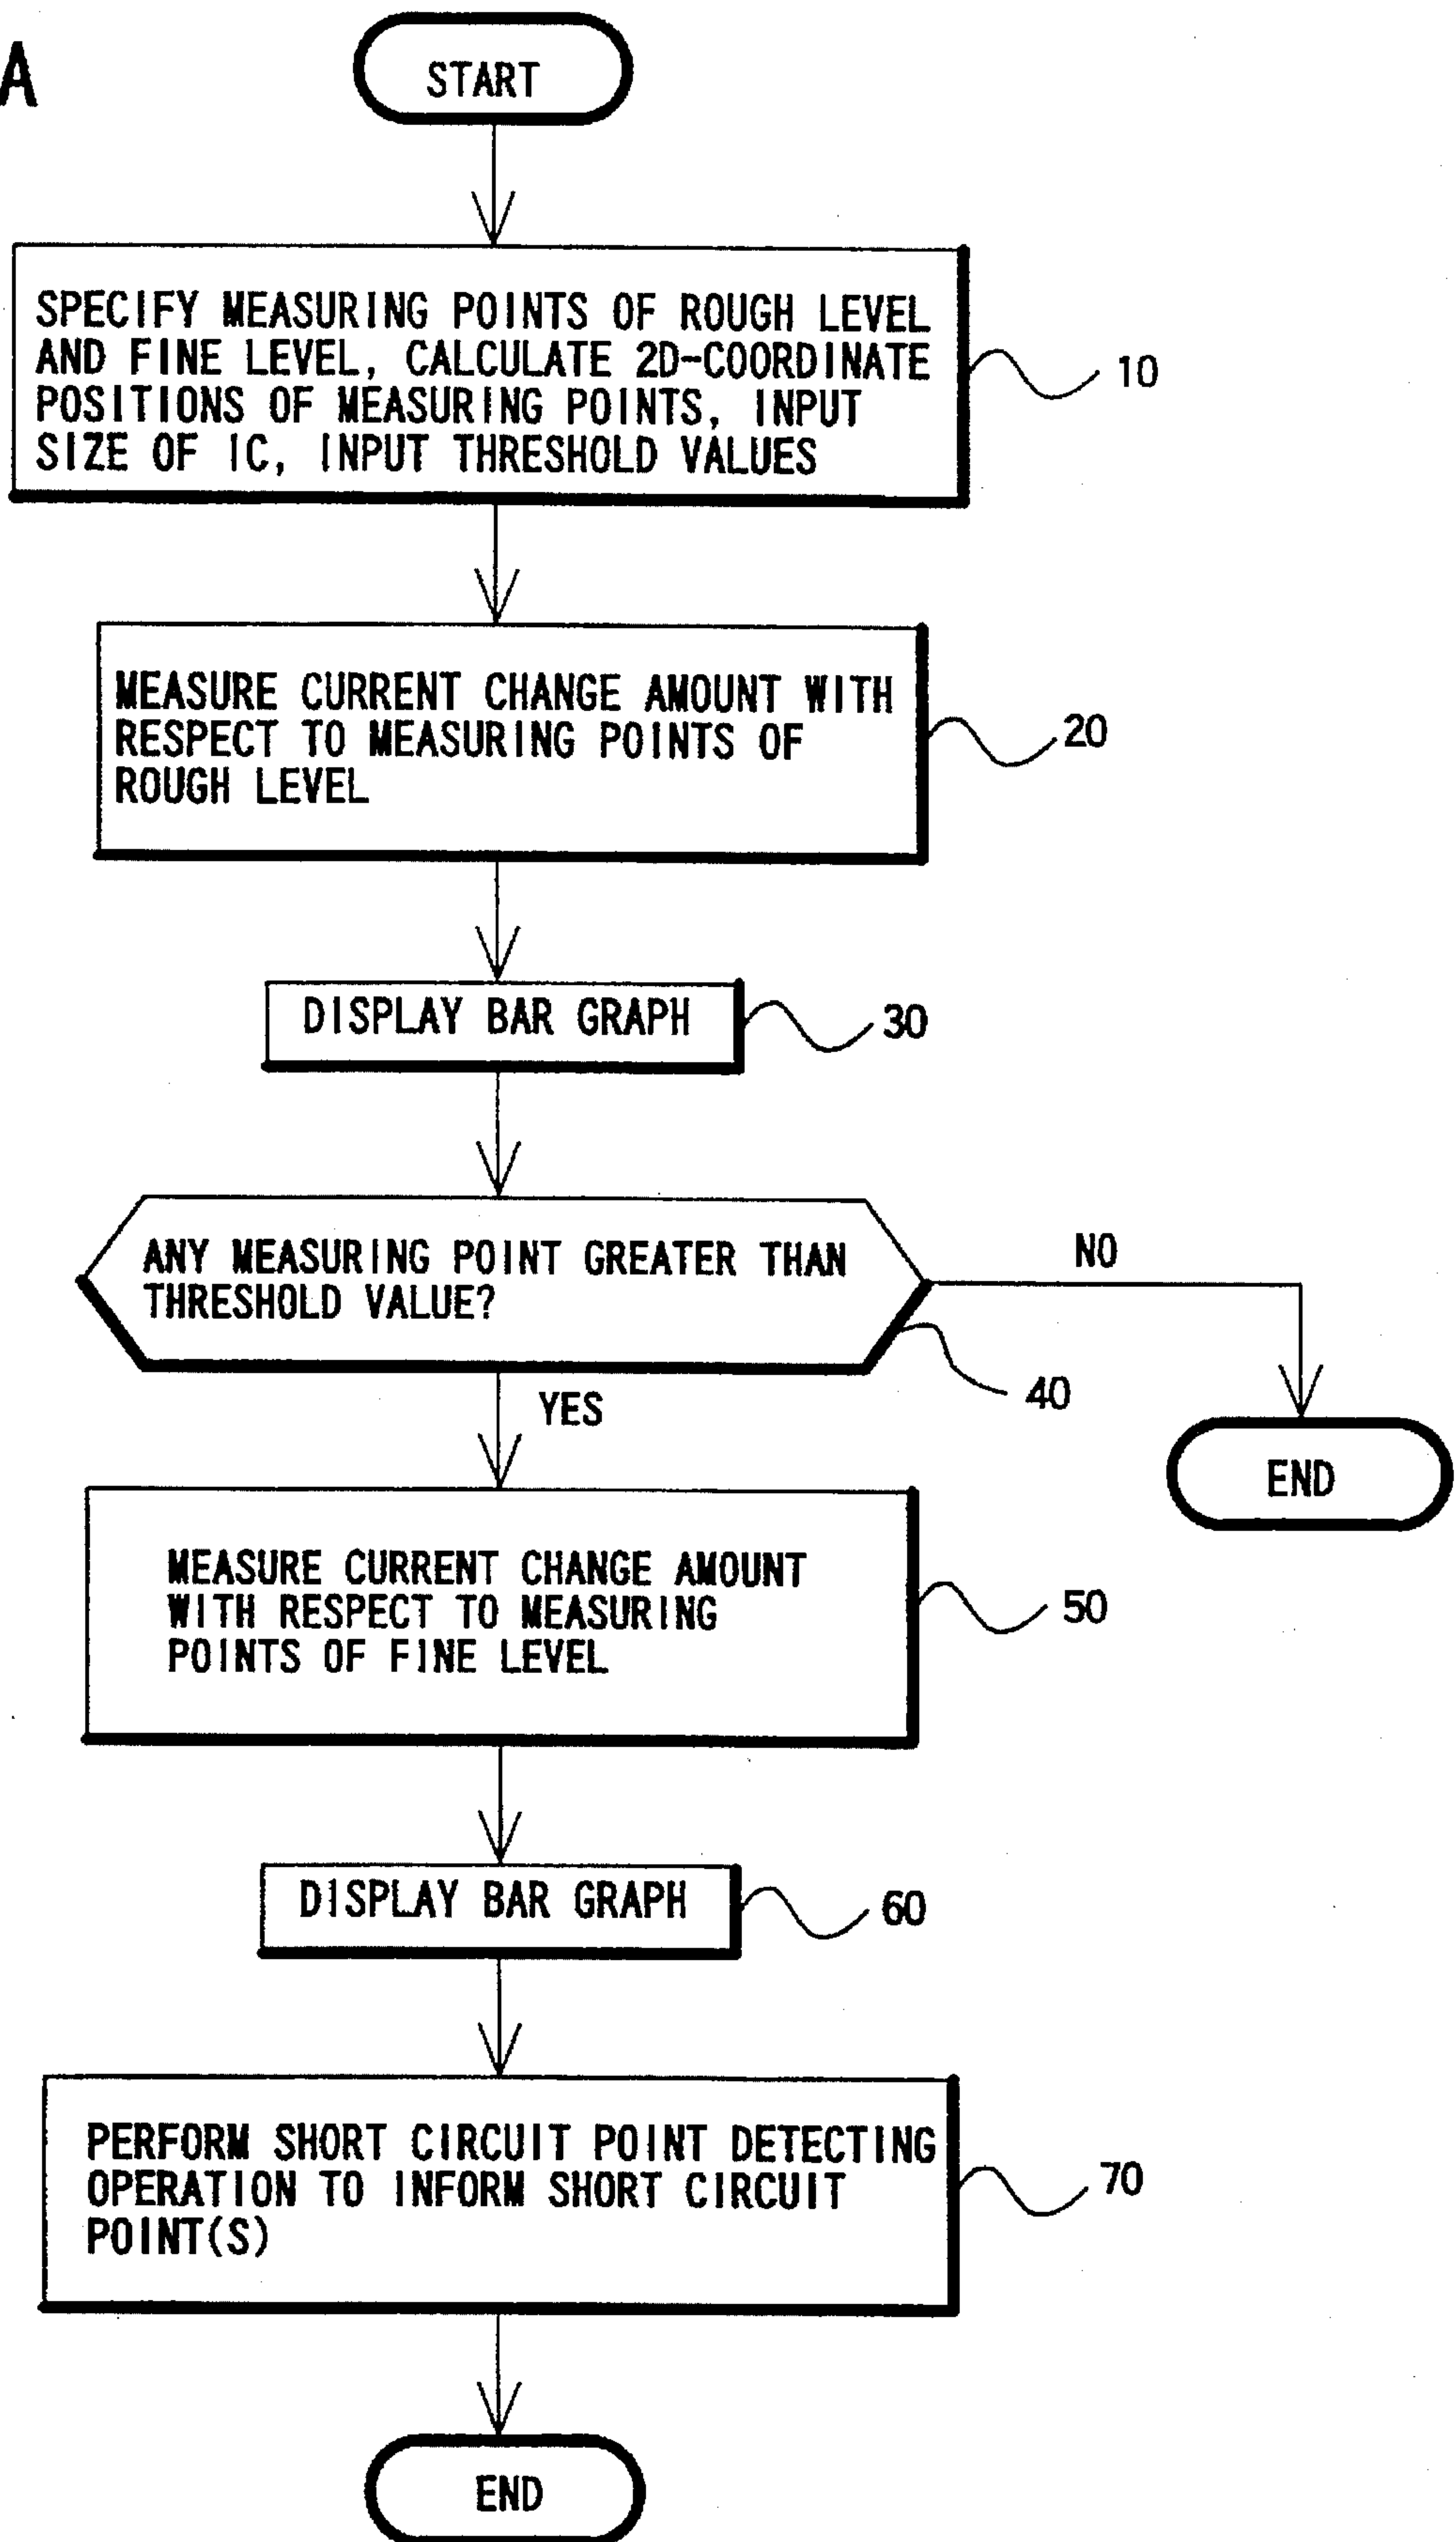 A
START
SPECIFY MEASURING POINTS OF ROUGH LEVEL
AND FINE LEVEL, CALCULATE 2D-COORDINATE
POSITIONS OF MEASURING POINTS, INPUT
SIZE OF IC, INPUT THRESHOLD VALUES
10
MEASURE CURRENT CHANGE AMOUNT WITH
RESPECT TO MEASURING POINTS OF
ROUGH LEVEL
20
DISPLAY BAR GRAPH
30
ANY MEASURING POINT GREATER THAN
THRESHOLD VALUE?
NO
40
YES
END
MEASURE CURRENT CHANGE AMOUNT
WITH RESPECT TO MEASURING
POINTS OF FINE LEVEL
50
DISPLAY BAR GRAPH
60
PERFORM SHORT CIRCUIT POINT DETECTING
OPERATION TO INFORM SHORT CIRCUIT
POINT(S)
70
END